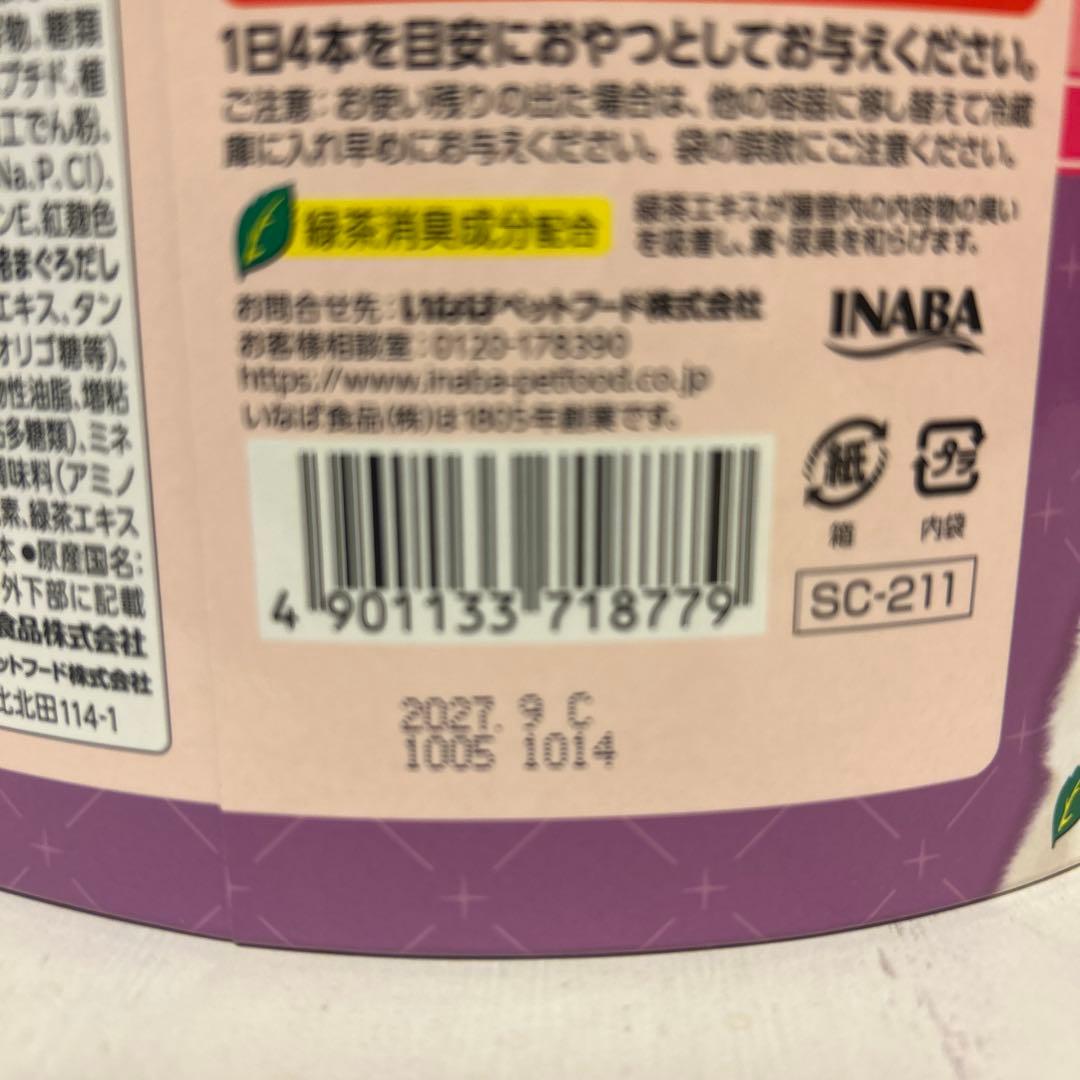 物、糖類
プチド、植
工でん粉、
Na、P、Cl)、
ンE、紅麹色
まぐろだし
エキス、タン
オリゴ糖等)、
物性油脂、増粘
多糖類)、ミネ
調味料(アミノ
素、緑茶エキス
本 ●原産国名:
外下部に記載
食品株式会社
ットフード株式会社
比北田114-1
1日4本を目安におやつとしてお与えください。
ご注意:お使い残りの出た場合は、他の容器に移し替えて冷蔵
庫に入れ早めにお与えください。袋の誤飲にご注意ください。
緑茶消臭成分配合
緑茶エキスが腸管内の内容物の臭い
を吸着し、糞・尿臭を和らげます。
お問合せ先:いなばペットフード株式会社
お客様相談室:0120-178390
https://www.inaba-petfood.co.jp
いなば食品(株)は1805年創業です。
INABA
紙
箱
プラ
内袋
SC-211
4 901133 718779
2027. 9 C
1005 1014